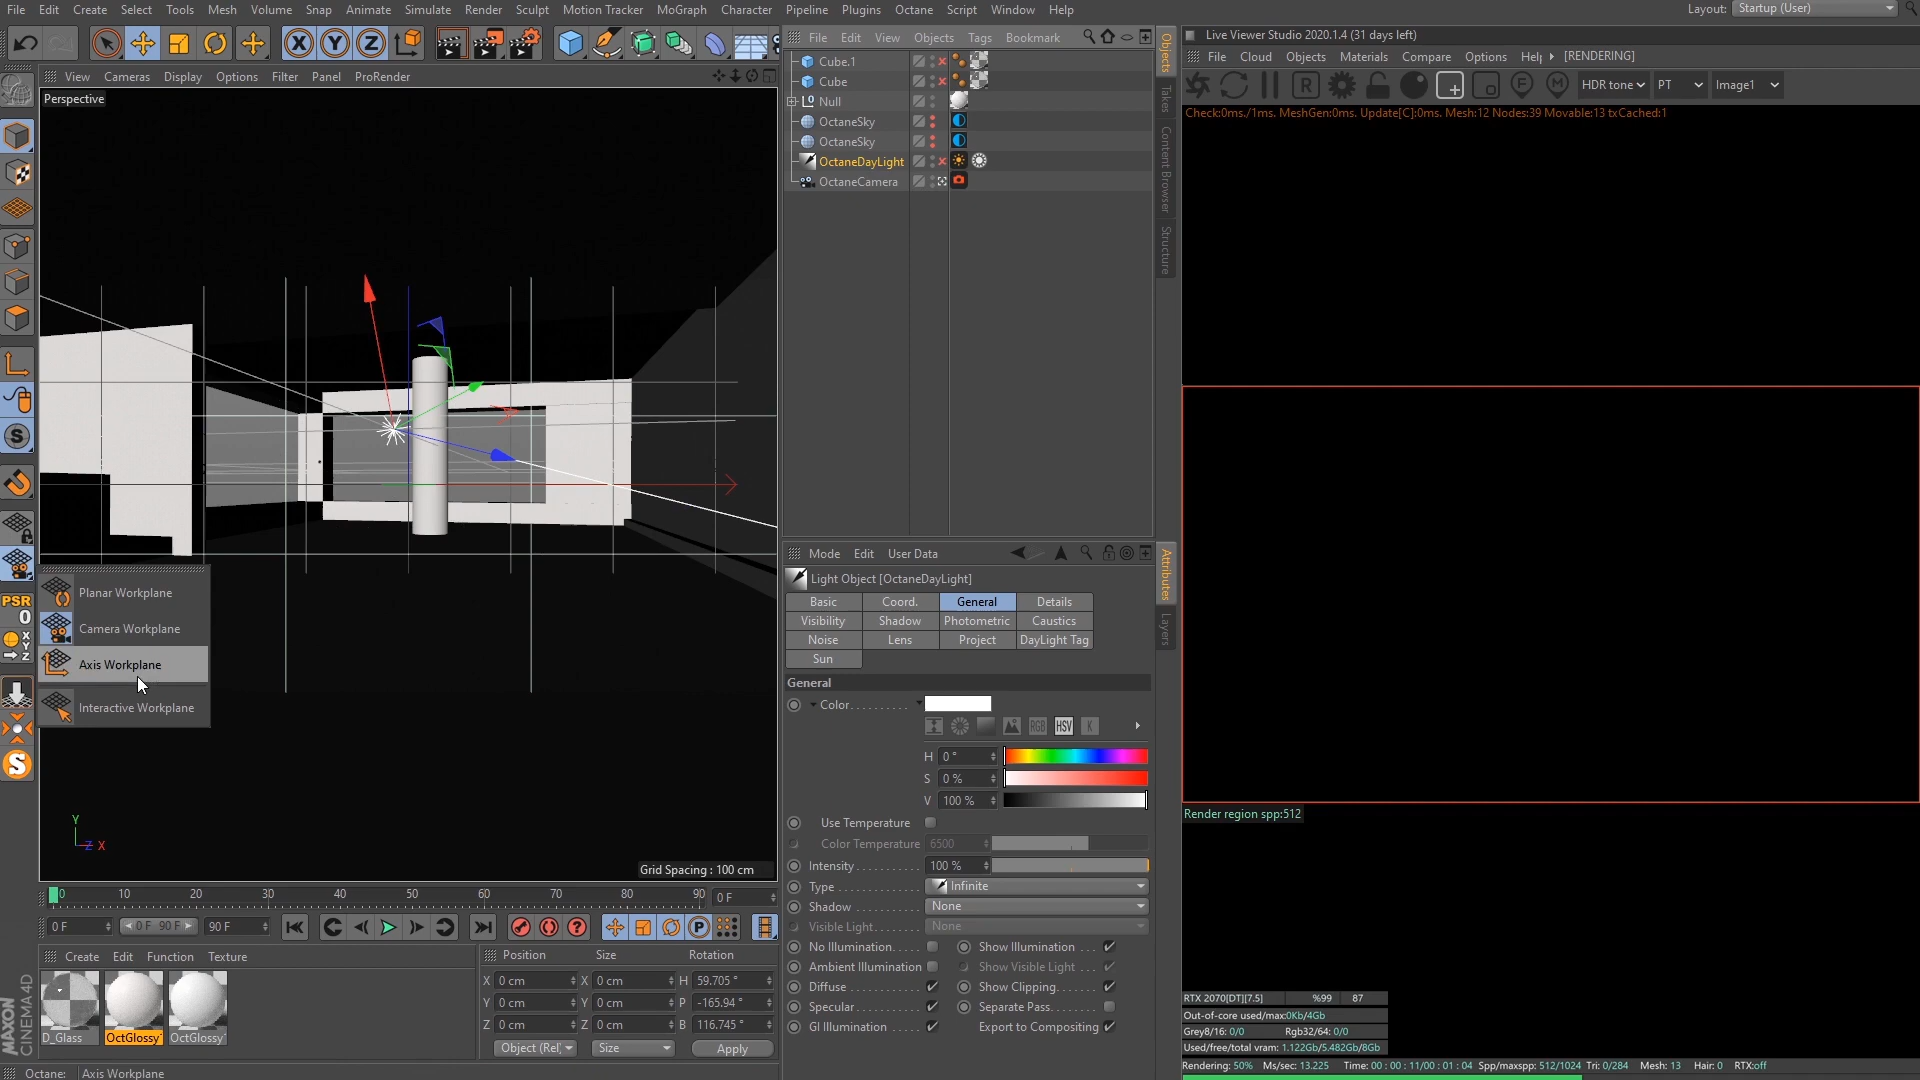 File Edit Create Select Tools Mesh Volume Snap Animate Simulate Render Sculpt Motion Tracker MoGraph Character Pipeline Plugins Octane Script Window Help Layout: Startup (User)
View Cameras Display Options Filter Panel ProRender
Perspective
Planar Workplane
Camera Workplane
Axis Workplane
Interactive Workplane
PSR
0
Y
Z X
Grid Spacing : 100 cm
0 10 20 30 40 50 60 70 80 90 0 F
0 F 0 F 90 F 90 F
Create Edit Function Texture
D_Glass OctGlossy OctGlossy
MAXON
CINEMA 4D
Position Size Rotation
X 0 cm X 0 cm H 59.705 °
Y 0 cm Y 0 cm P -165.94 °
Z 0 cm Z 0 cm B 116.745 °
Object (Rel) Size Apply
Octane: Axis Workplane
File Edit View Objects Tags Bookmark
Cube.1
Cube
Null
OctaneSky
OctaneSky
OctaneDayLight
OctaneCamera
Objects
Takes
Content Browser
Structure
Mode Edit User Data
Light Object [OctaneDayLight]
Basic Coord. General Details
Visibility Shadow Photometric Caustics
Noise Lens Project DayLight Tag
Sun
General
Color
RGB HSV K
H 0 °
S 0 %
V 100 %
Use Temperature
Color Temperature 6500
Intensity 100 %
Type Infinite
Shadow None
Visible Light None
No Illumination Show Illumination
Ambient Illumination Show Visible Light
Diffuse Show Clipping
Specular Separate Pass
GI Illumination Export to Compositing
Attributes
Layers
Live Viewer Studio 2020.1.4 (31 days left)
File Cloud Objects Materials Compare Options Help [RENDERING]
R F M HDR tone PT Image1
Check:0ms./1ms. MeshGen:0ms. Update[C]:0ms. Mesh:12 Nodes:39 Movable:13 txCached:1
Render region spp:512
RTX 2070[DT][7.5] %99 87
Out-of-core used/max:0Kb/4Gb
Grey8/16: 0/0 Rgb32/64: 0/0
Used/free/total vram: 1.122Gb/5.482Gb/8Gb
Rendering: 50% Ms/sec: 13.225 Time: 00 : 00 : 11/00 : 01 : 04 Spp/maxspp: 512/1024 Tri: 0/284 Mesh: 13 Hair: 0 RTX:off